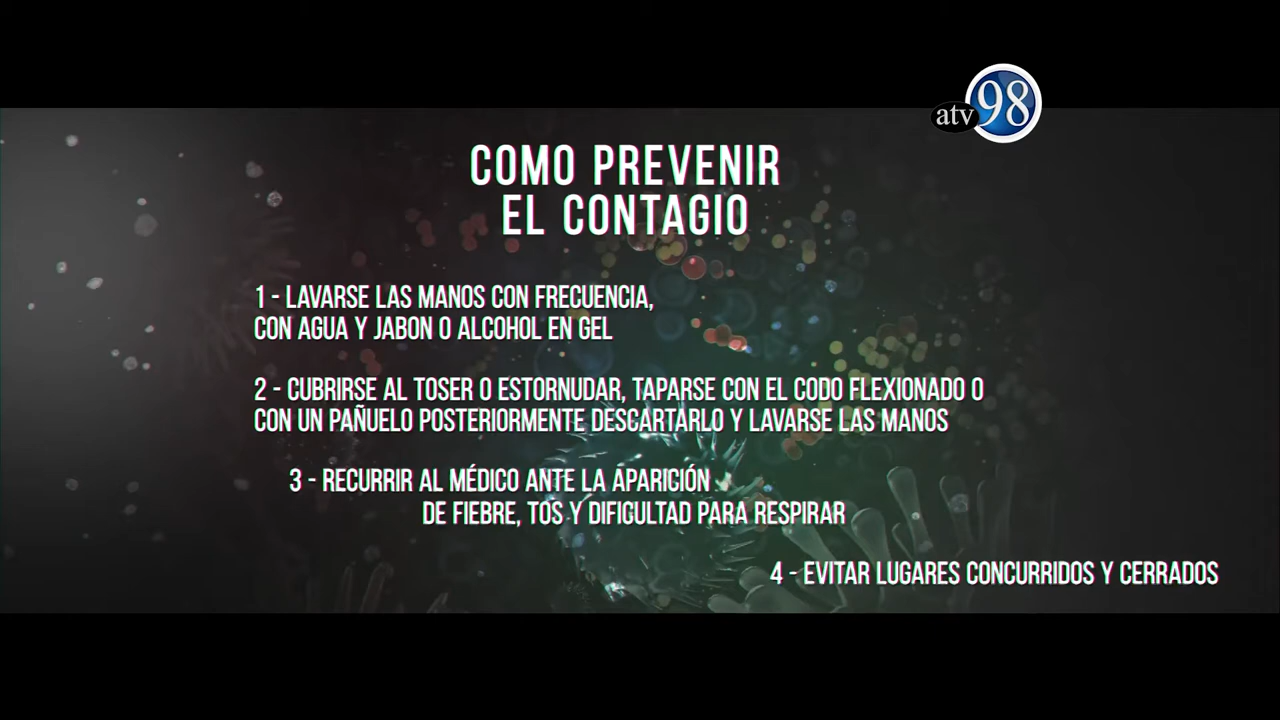 atv 98
COMO PREVENIR
EL CONTAGIO
1 - LAVARSE LAS MANOS CON FRECUENCIA,
CON AGUA Y JABON O ALCOHOL EN GEL
2 - CUBRIRSE AL TOSER O ESTORNUDAR, TAPARSE CON EL CODO FLEXIONADO O
CON UN PAÑUELO POSTERIORMENTE DESCARTARLO Y LAVARSE LAS MANOS
3 - RECURRIR AL MÉDICO ANTE LA APARICIÓN
DE FIEBRE, TOS Y DIFICULTAD PARA RESPIRAR
4 - EVITAR LUGARES CONCURRIDOS Y CERRADOS